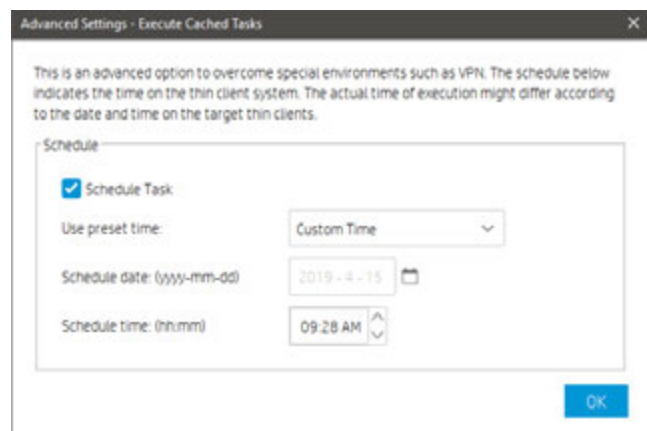 Advanced Settings - Execute Cached Tasks
This is an advanced option to overcome special environments such as VPN. The schedule below
indicates the time on the thin client system. The actual time of execution might differ according
to the date and time on the target thin clients.
Schedule
Schedule Task
Use preset time: Custom Time
Schedule date: (yyyy-mm-dd) 2019 - 4 - 15
Schedule time: (hh:mm) 09:28 AM
OK